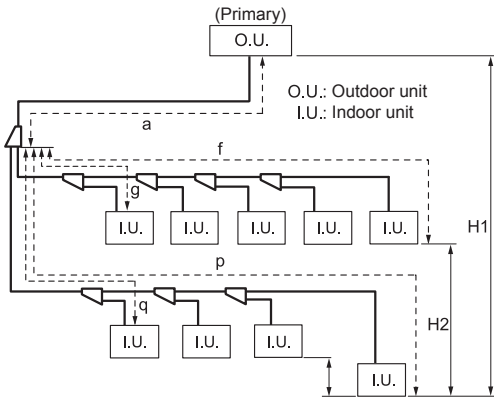 (Primary)
O.U.
O.U.: Outdoor unit
I.U.: Indoor unit
a
f
g
I.U.
I.U.
I.U.
I.U.
I.U.
H1
p
H2
q
I.U.
I.U.
I.U.
I.U.